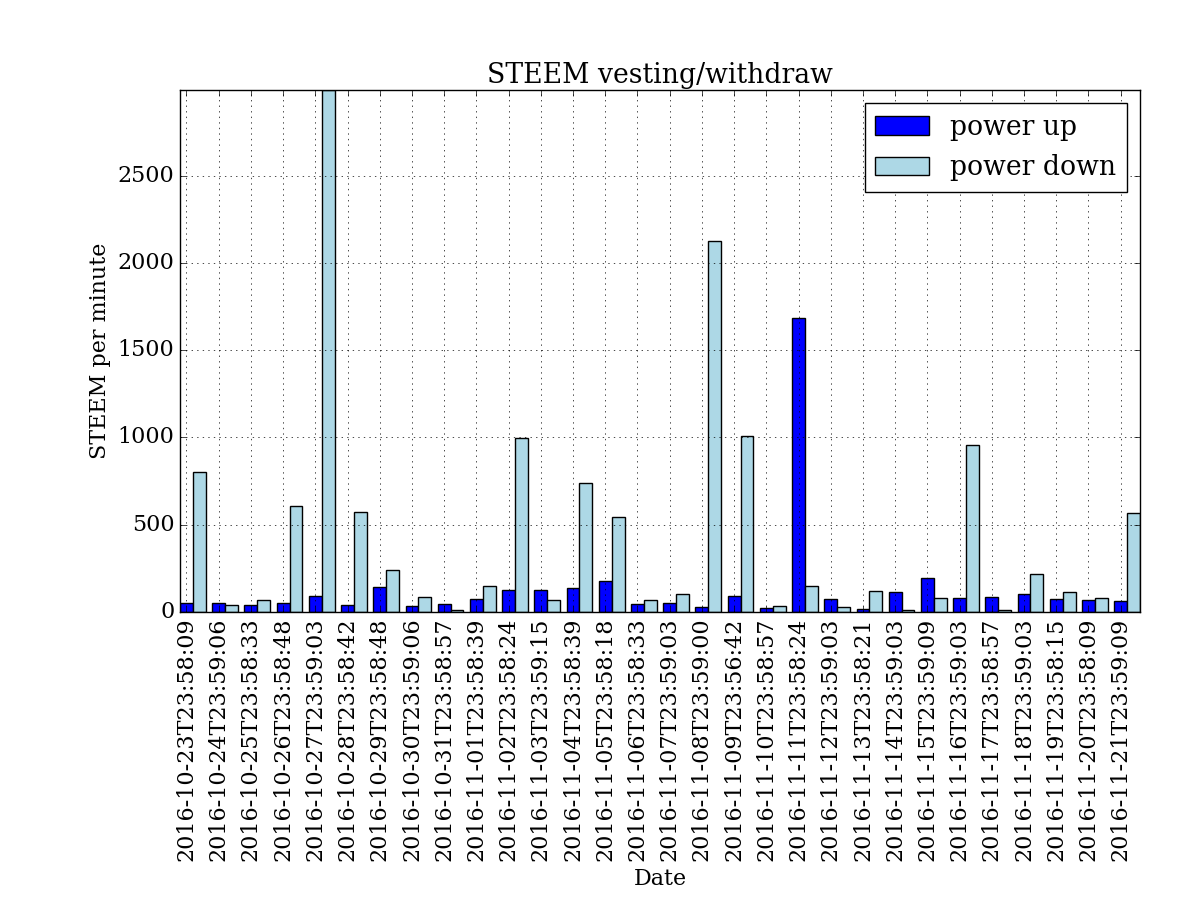 STEEM vesting/withdraw
power up
power down
STEEM per minute
2500
2000
1500
1000
500
0
2016-10-23T23:58:09
2016-10-24T23:59:06
2016-10-25T23:58:33
2016-10-26T23:58:48
2016-10-27T23:59:03
2016-10-28T23:58:42
2016-10-29T23:58:48
2016-10-30T23:59:06
2016-10-31T23:58:57
2016-11-01T23:58:39
2016-11-02T23:58:24
2016-11-03T23:59:15
2016-11-04T23:58:39
2016-11-05T23:58:18
2016-11-06T23:58:33
2016-11-07T23:59:03
2016-11-08T23:59:00
2016-11-09T23:56:42
2016-11-10T23:58:57
2016-11-11T23:58:24
2016-11-12T23:59:03
2016-11-13T23:58:21
2016-11-14T23:59:03
2016-11-15T23:59:09
2016-11-16T23:59:03
2016-11-17T23:58:57
2016-11-18T23:59:03
2016-11-19T23:58:15
2016-11-20T23:58:09
2016-11-21T23:59:09
Date